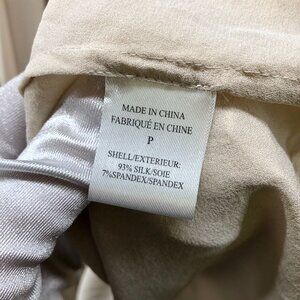 MADE IN CHINA
FABRIQUÉ EN CHINE
P
SHELL/EXTERIEUR:
93% SILK/SOIE
7%SPANDEX/SPANDEX